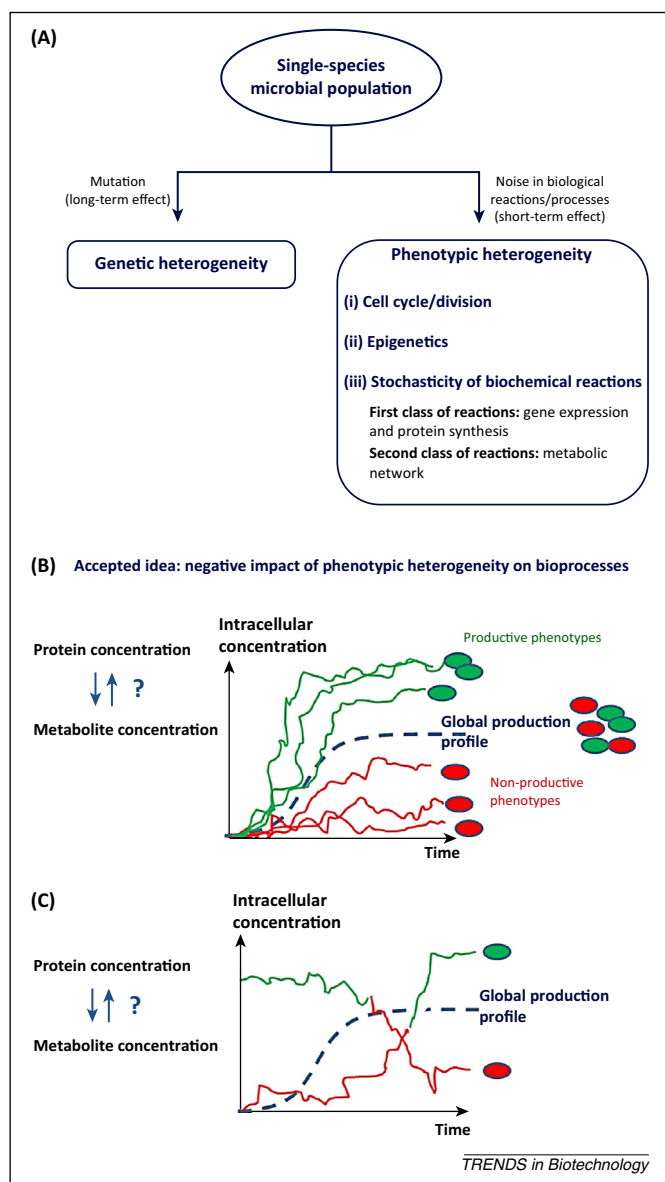 (A)
Single-species
microbial population
Mutation
(long-term effect)
Noise in biological
reactions/processes
(short-term effect)
Genetic heterogeneity
Phenotypic heterogeneity
(i) Cell cycle/division
(ii) Epigenetics
(iii) Stochasticity of biochemical reactions
First class of reactions: gene expression
and protein synthesis
Second class of reactions: metabolic
network
(B) Accepted idea: negative impact of phenotypic heterogeneity on bioprocesses
Protein concentration
?
Metabolite concentration
Intracellular
concentration
Productive phenotypes
Global production
profile
Non-productive
phenotypes
Time
(C)
Protein concentration
?
Metabolite concentration
Intracellular
concentration
Global production
profile
Time
TRENDS in Biotechnology